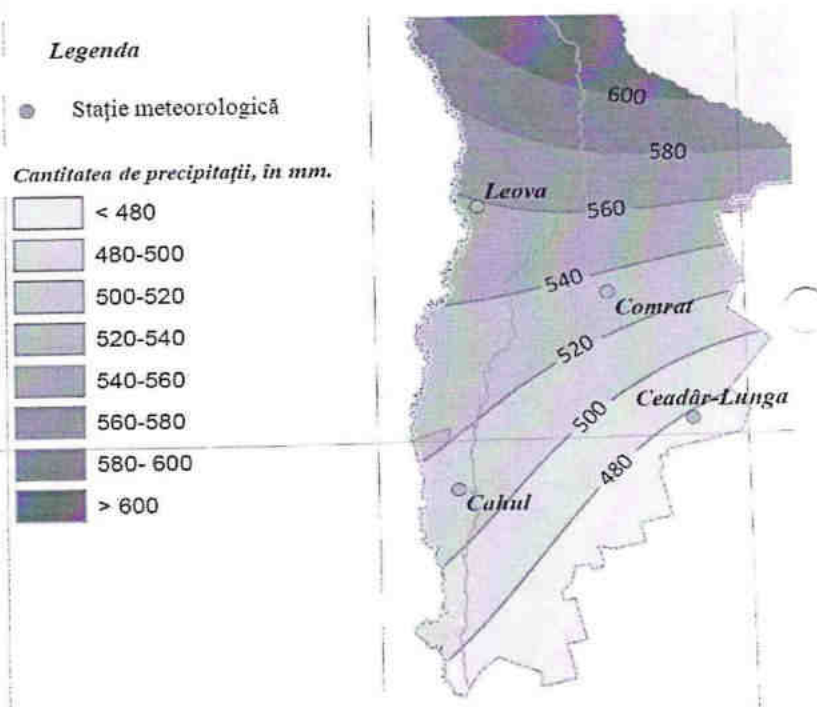 Legenda
Stație meteorologică
Cantitatea de precipitații, în mm.
< 480
480-500
500-520
520-540
540-560
560-580
580- 600
> 600
600
580
Leova
560
540
Comrat
520
Ceadâr-Lunga
500
480
Cahul